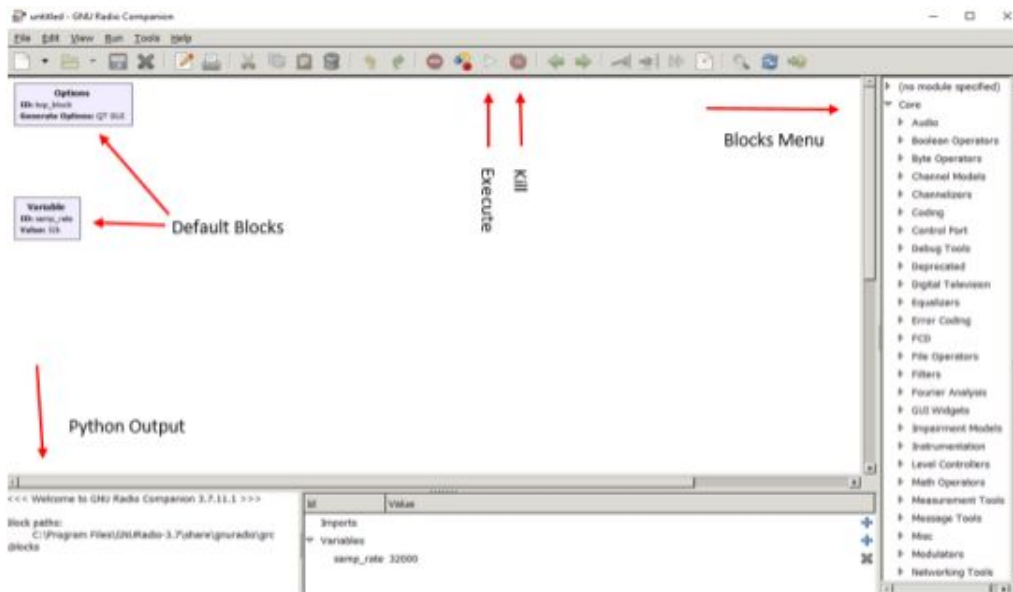 untitled - GNU Radio Companion
File Edit View Run Tools Help
Options
ID: top_block
Generate Options: QT GUI
Variable
ID: samp_rate
Value: 32k
Default Blocks
Execute
Kill
Blocks Menu
Python Output
(no module specified)
Core
Audio
Boolean Operators
Byte Operators
Channel Models
Channelizers
Coding
Control Port
Debug Tools
Deprecated
Digital Television
Equalizers
Error Coding
FCD
File Operators
Filters
Fourier Analysis
GUI Widgets
Impairment Models
Instrumentation
Level Controllers
Math Operators
Measurement Tools
Message Tools
Misc
Modulators
Networking Tools
<<< Welcome to GNU Radio Companion 3.7.11.1 >>>
Block paths:
C:\Program Files\GNURadio-3.7\share\gnuradio\grc
\blocks
Id Value
Imports
Variables
samp_rate 32000